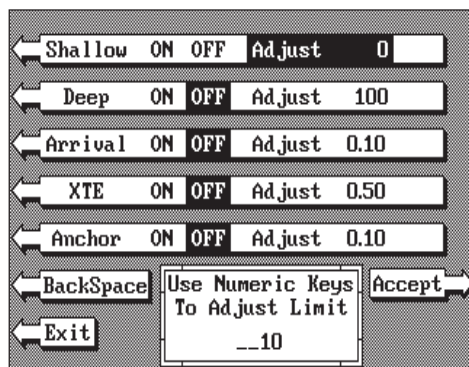 Shallow ON OFF Adjust 0
Deep ON OFF Adjust 100
Arrival ON OFF Adjust 0.10
XTE ON OFF Adjust 0.50
Anchor ON OFF Adjust 0.10
BackSpace
Use Numeric Keys
To Adjust Limit
__10
Accept
Exit